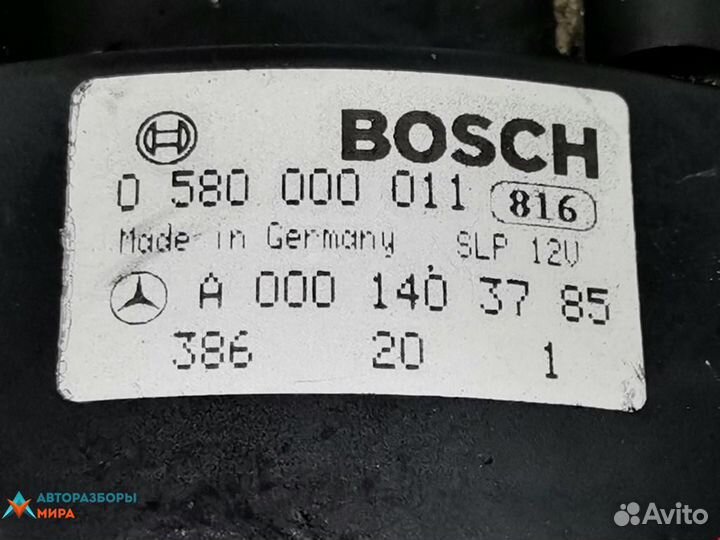 BOSCH
0 580 000 011 816
Made in Germany SLP 12V
A 000 140 37 85
386 20 1
АВТОРАЗБОРЫ
МИРА
Avito